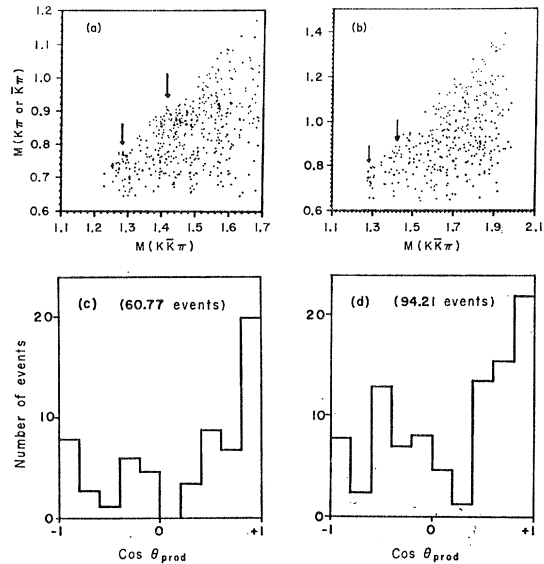 (a)
(b)
M (Kπ or K̄π)
1.2
1.1
1.0
0.9
0.8
0.7
0.6
1.1 1.2 1.3 1.4 1.5 1.6 1.7
M (KK̄π)
1.4
1.2
1.0
0.8
0.6
1.1 1.3 1.5 1.7 1.9 2.1
M (KK̄π)
(c) (60.77 events)
Number of events
20
10
0
-1 0 +1
Cos θprod
(d) (94.21 events)
20
10
0
-1 0 +1
Cos θprod